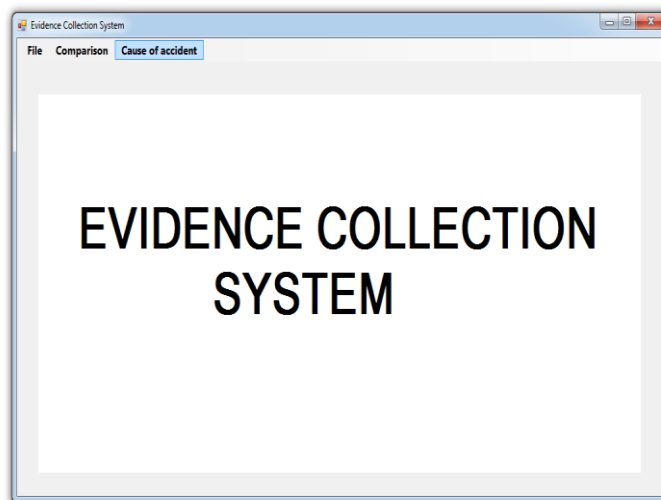 Evidence Collection System
File Comparison Cause of accident
EVIDENCE COLLECTION
SYSTEM